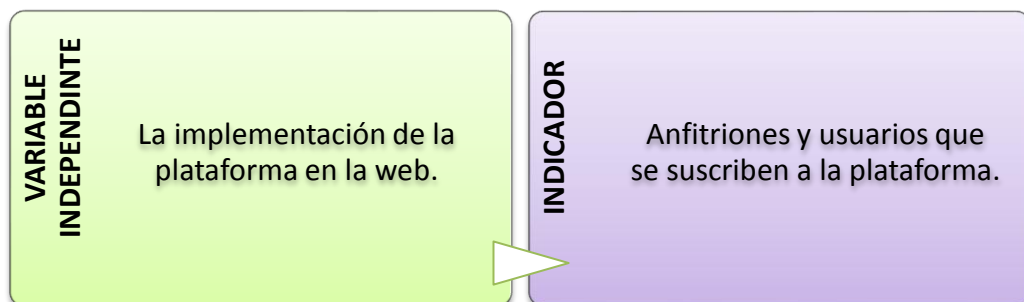 VARIABLE
INDEPENDINTE
La implementación de la
plataforma en la web.
INDICADOR
Anfitriones y usuarios que
se suscriben a la plataforma.